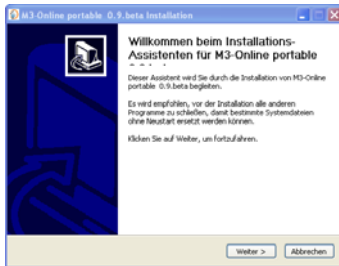 M3-Online portable 0.9.beta Installation
Willkommen beim Installations-
Assistenten für M3-Online portable
Dieser Assistent wird Sie durch die Installation von M3-Online
portable 0.9.beta begleiten.
Es wird empfohlen, vor der Installation alle anderen
Programme zu schließen, damit bestimmte Systemdateien
ohne Neustart ersetzt werden können.
Klicken Sie auf Weiter, um fortzufahren.
Weiter >
Abbrechen